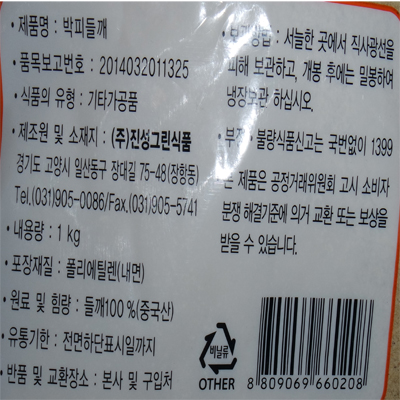 · 제품명 : 박피들깨
· 품목보고번호 : 2014032011325
· 식품의 유형 : 기타가공품
· 제조원 및 소재지 : (주)진성그린식품
경기도 고양시 일산동구 장대길 75-48(장항동)
Tel.(031)905-0086/Fax.(031)905-5741
· 내용량 : 1 kg
· 포장재질 : 폴리에틸렌(내면)
· 원료 및 함량 : 들깨100%(중국산)
· 유통기한 : 전면하단표시일까지
· 반품 및 교환장소 : 본사 및 구입처
· 보관방법 : 서늘한 곳에서 직사광선을
피해 보관하고, 개봉 후에는 밀봉하여
냉장보관 하십시오.
· 부정·불량식품신고는 국번없이 1399
본 제품은 공정거래위원회 고시 소비자
분쟁 해결기준에 의거 교환 또는 보상을
받을 수 있습니다.
비닐류
OTHER
8 809069 660208